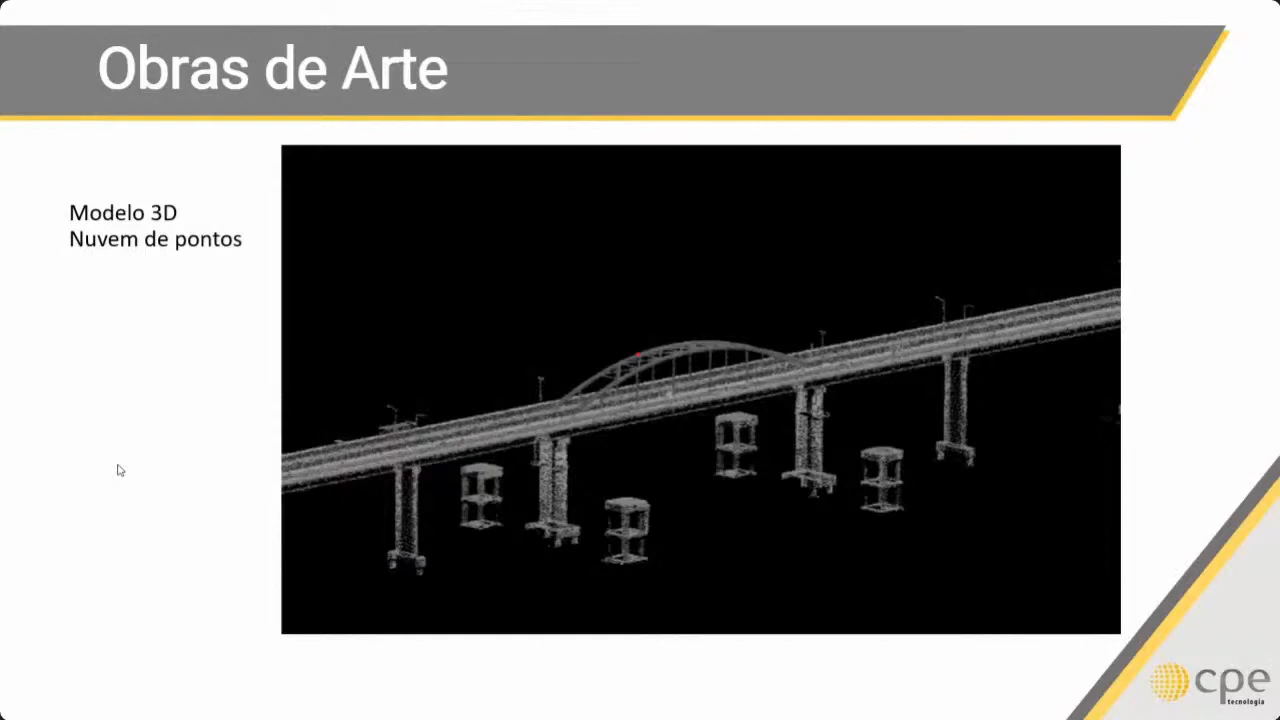 Obras de Arte
Modelo 3D
Nuvem de pontos
cpe
tecnologia